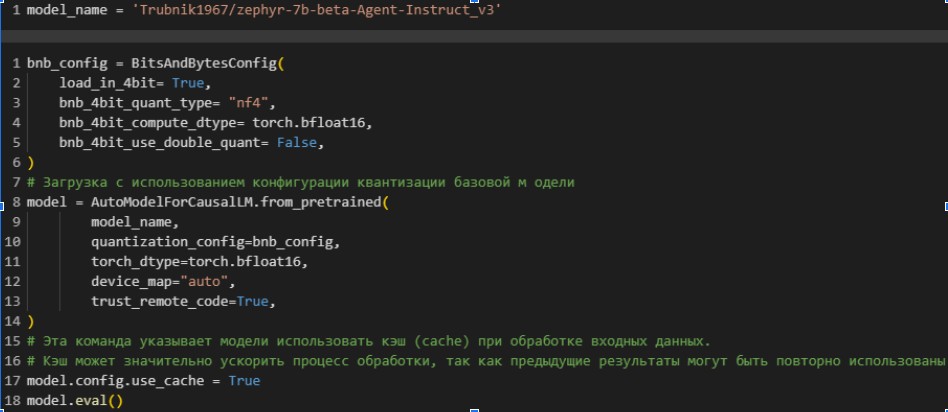 1 model_name = 'Trubnik1967/zephyr-7b-beta-Agent-Instruct_v3'
1 bnb_config = BitsAndBytesConfig(
2     load_in_4bit= True,
3     bnb_4bit_quant_type= "nf4",
4     bnb_4bit_compute_dtype= torch.bfloat16,
5     bnb_4bit_use_double_quant= False,
6 )
7 # Загрузка с использованием конфигурации квантизации базовой м одели
8 model = AutoModelForCausalLM.from_pretrained(
9         model_name,
10         quantization_config=bnb_config,
11         torch_dtype=torch.bfloat16,
12         device_map="auto",
13         trust_remote_code=True,
14 )
15 # Эта команда указывает модели использовать кэш (cache) при обработке входных данных.
16 # Кэш может значительно ускорить процесс обработки, так как предыдущие результаты могут быть повторно использованы
17 model.config.use_cache = True
18 model.eval()